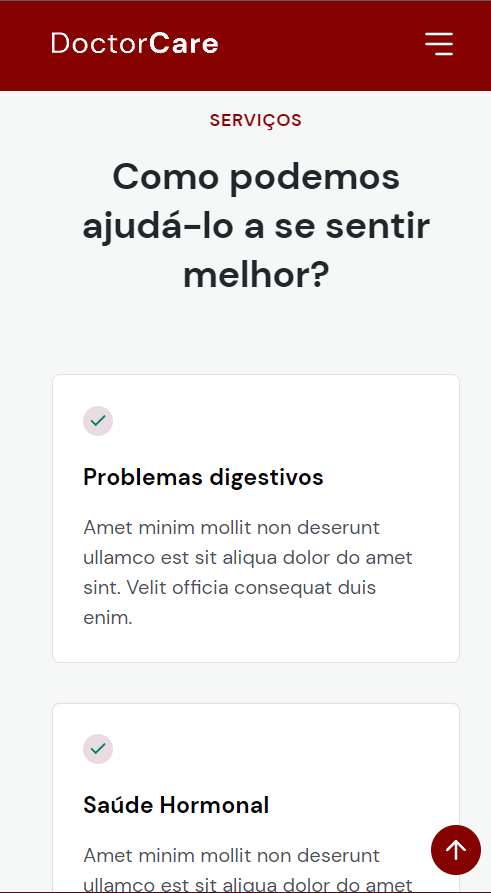 DoctorCare
SERVIÇOS
Como podemos
ajudá-lo a se sentir
melhor?
Problemas digestivos
Amet minim mollit non deserunt
ullamco est sit aliqua dolor do amet
sint. Velit officia consequat duis
enim.
Saúde Hormonal
Amet minim mollit non deserunt
ullamco est sit aliqua dolor do amet